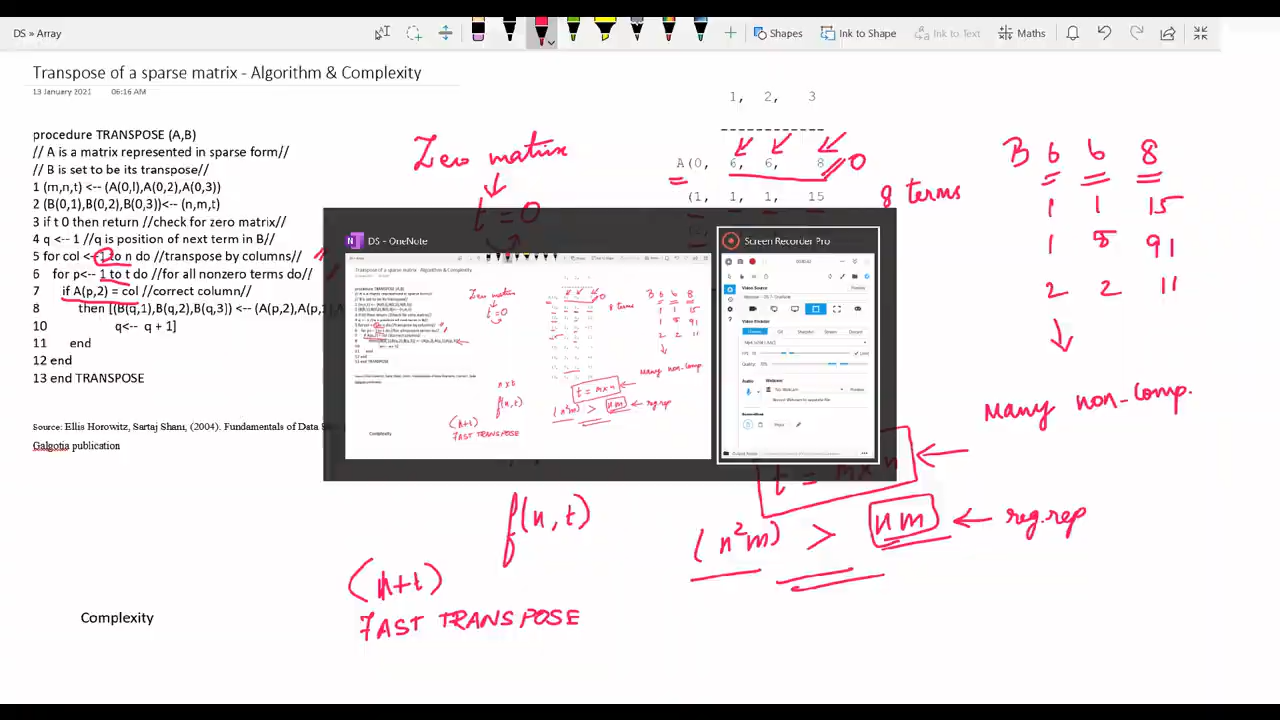 DS » Array
Shapes
Ink to Shape
Ink to Text
Maths
Transpose of a sparse matrix - Algorithm & Complexity
13 January 2021 06:16 AM
procedure TRANSPOSE (A,B)
// A is a matrix represented in sparse form//
// B is set to be its transpose//
1 (m,n,t) <-- (A(0,l),A(0,2),A(0,3))
2 (B(0,1),B(0,2),B(0,3))<-- (n,m,t)
3 if t 0 then return //check for zero matrix//
4 q <-- 1 //q is position of next term in B//
5 for col <--1 to n do //transpose by columns//
6 for p<-- 1 to t do //for all nonzero terms do//
7 if A(p,2) = col //correct column//
8 then [(B(q,1),B(q,2),B(q,3)) <-- (A(p,2),A(p,1)
10 q<-- q + 1]
11 end
12 end
13 end TRANSPOSE
Source: Ellis Horowitz, Sartaj Shani, (2004). Fundamentals of Data
Galgotia publication
Complexity
Zero matrix
t = 0
1, 2, 3
A(0, 6, 6, 8 0
(1, 1, 1, 15
8 terms
B 6 6 8
1 1 15
1 5 91
2 2 11
Many non-comp.
t = m×n
(n²m) > nm ← reg.rep
f(n,t)
(n+t)
FAST TRANSPOSE
DS - OneNote
Screen Recorder Pro